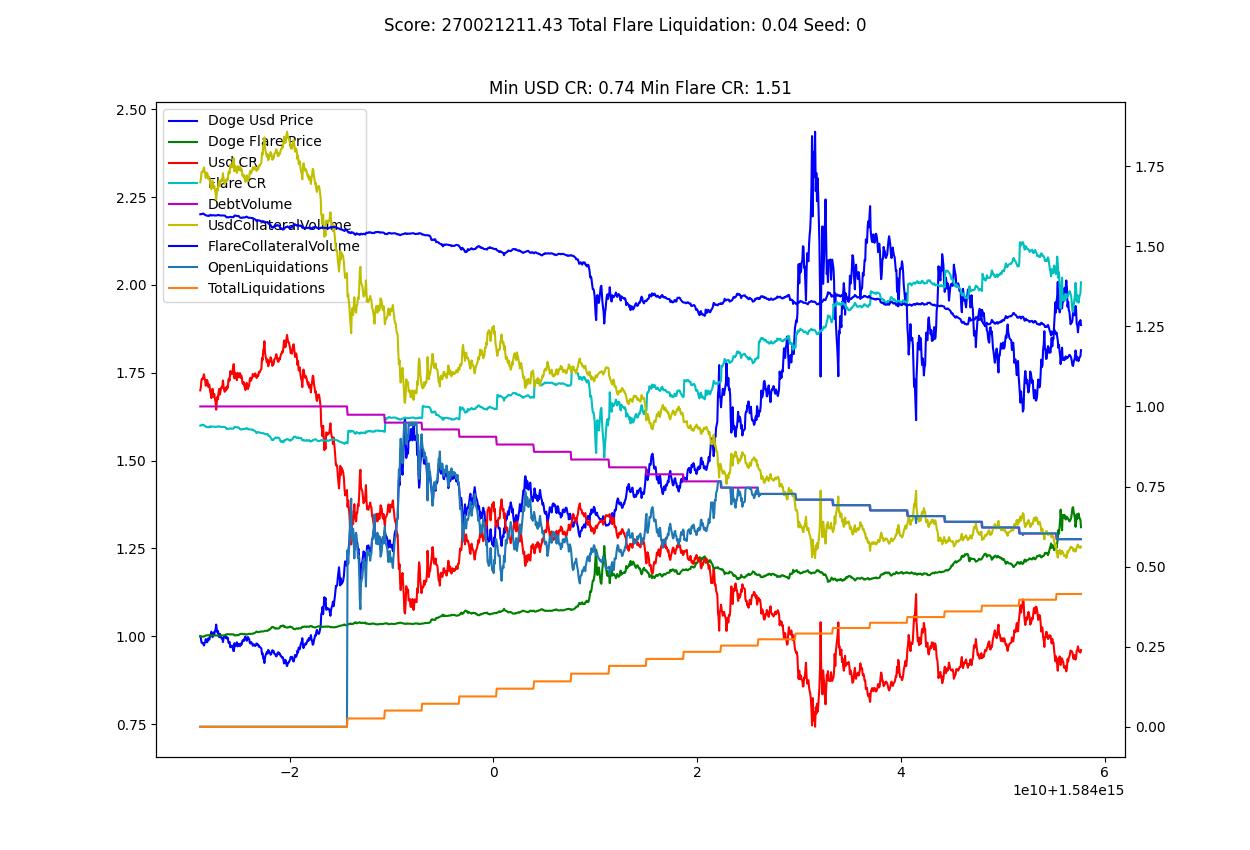 Score: 270021211.43 Total Flare Liquidation: 0.04 Seed: 0
Min USD CR: 0.74 Min Flare CR: 1.51
2.50
2.25
2.00
1.75
1.50
1.25
1.00
0.75
Doge Usd Price
Doge Flare Price
Usd CR
Flare CR
DebtVolume
UsdCollateralVolume
FlareCollateralVolume
OpenLiquidations
TotalLiquidations
1.75
1.50
1.25
1.00
0.75
0.50
0.25
0.00
−2 0 2 4 6
1e10+1.584e15